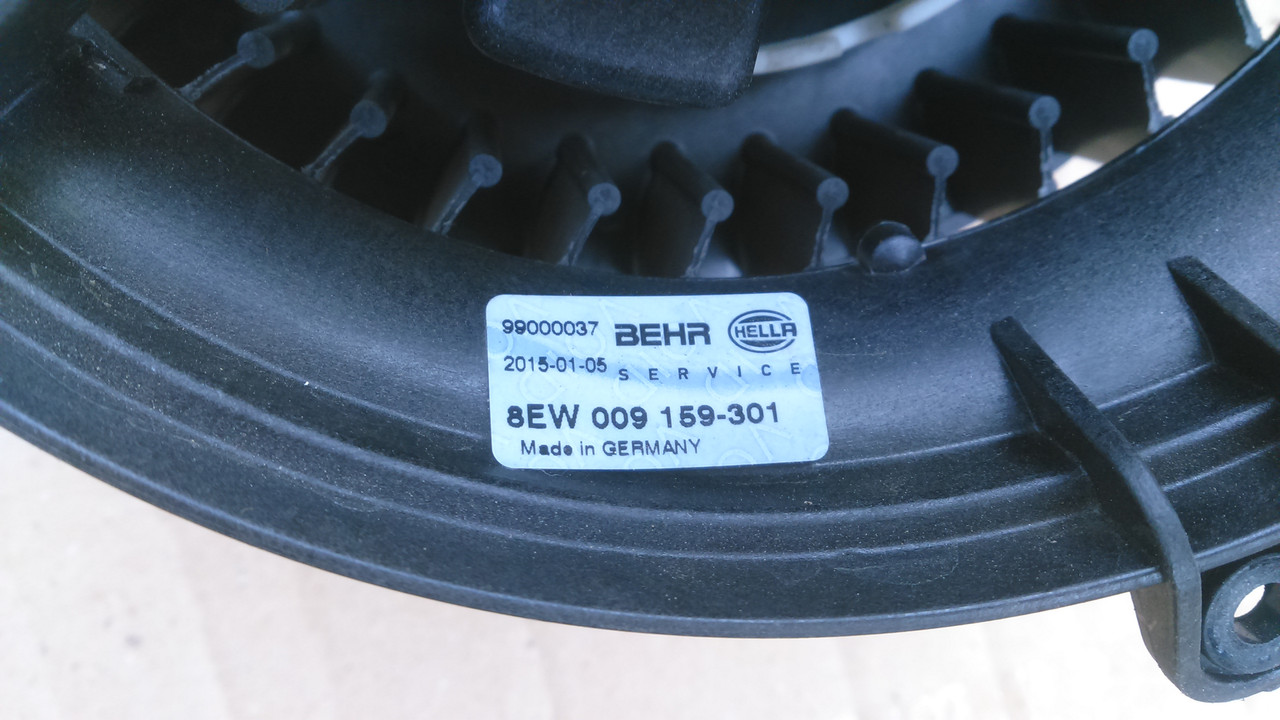 99000037 BEHR HELLA
2015-01-05 SERVICE
8EW 009 159-301
Made in GERMANY